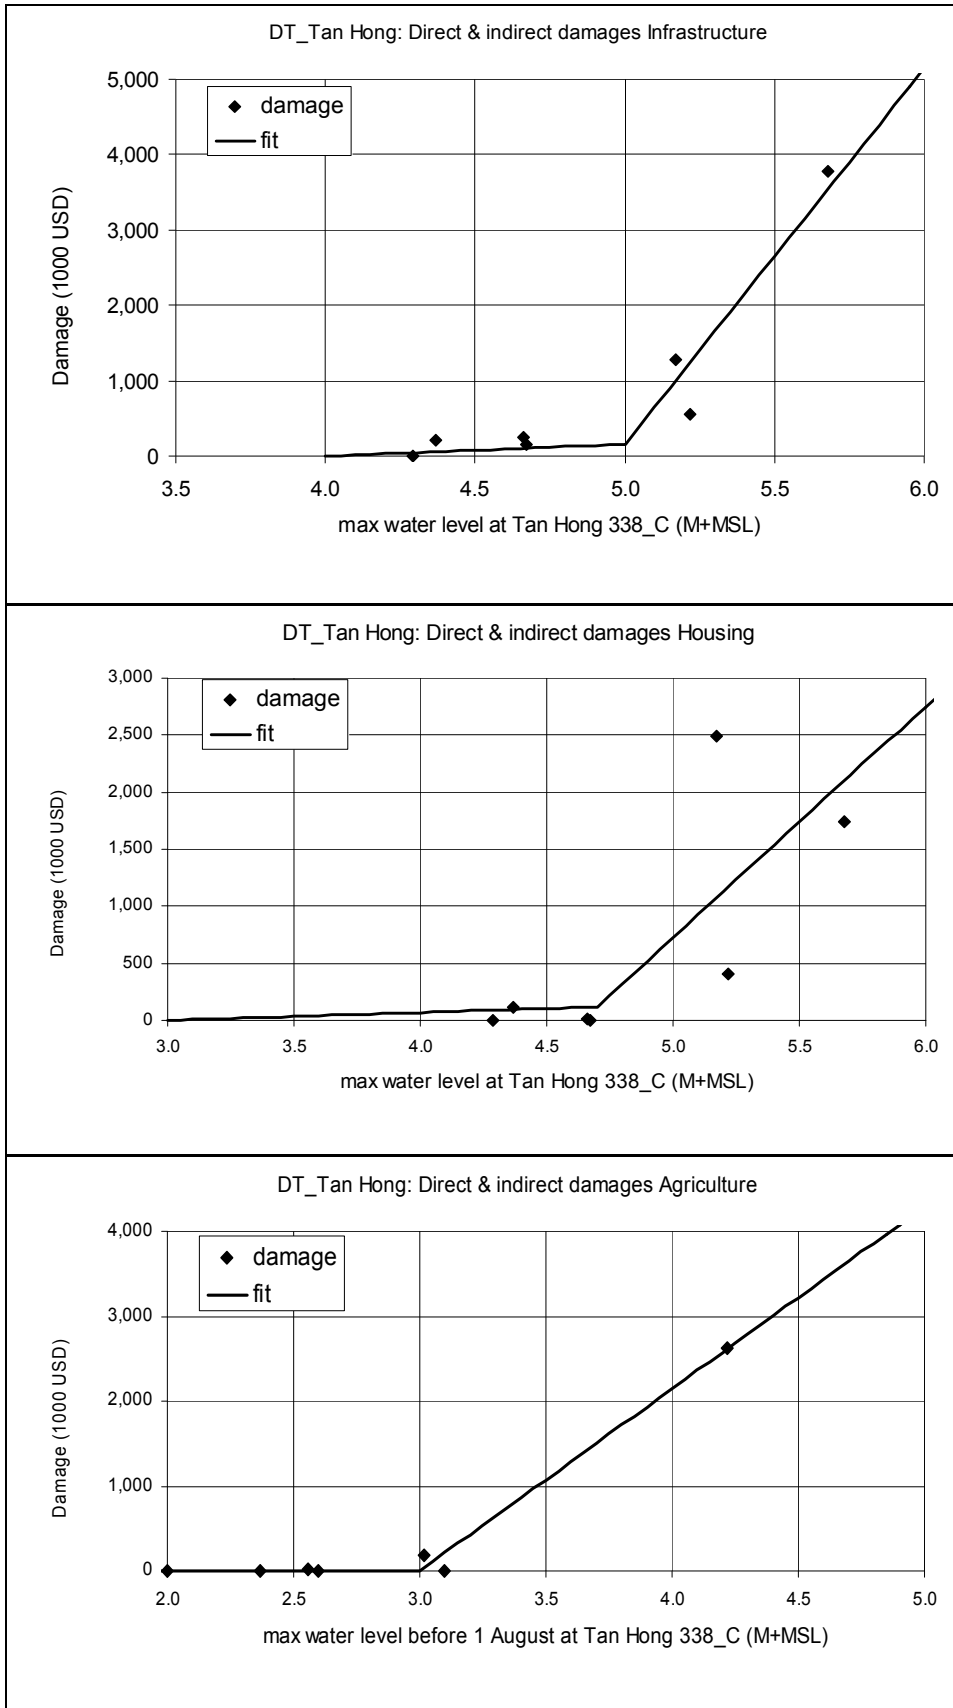 DT_Tan Hong: Direct & indirect damages Infrastructure
5,000
4,000
3,000
2,000
1,000
0
damage
fit
Damage (1000 USD)
3.5 4.0 4.5 5.0 5.5 6.0
max water level at Tan Hong 338_C (M+MSL)
DT_Tan Hong: Direct & indirect damages Housing
3,000
2,500
2,000
1,500
1,000
500
0
damage
fit
Damage (1000 USD)
3.0 3.5 4.0 4.5 5.0 5.5 6.0
max water level at Tan Hong 338_C (M+MSL)
DT_Tan Hong: Direct & indirect damages Agriculture
4,000
3,000
2,000
1,000
0
damage
fit
Damage (1000 USD)
2.0 2.5 3.0 3.5 4.0 4.5 5.0
max water level before 1 August at Tan Hong 338_C (M+MSL)